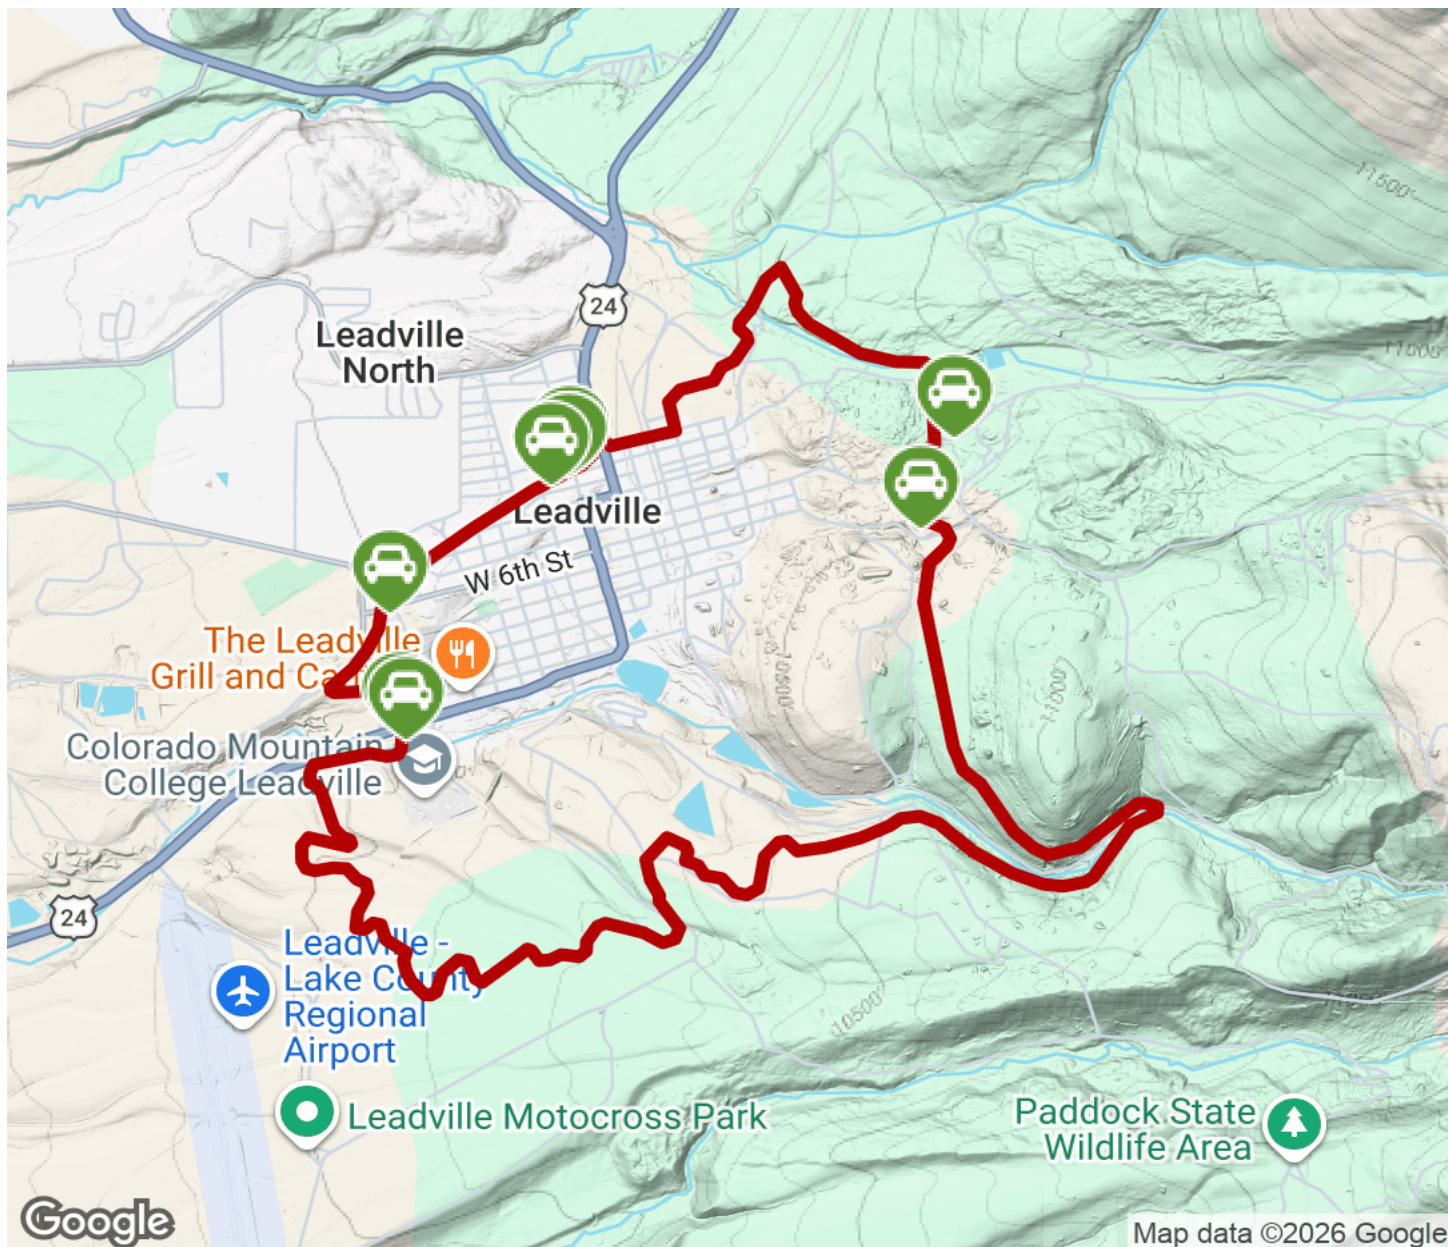 11500'
24
Leadville
North
11000'
Leadville
W 6th St
The Leadville
Grill and
10500'
11000'
Colorado Mountain
College Leadville
24
Leadville -
Lake County
Regional
Airport
10500'
Leadville Motocross Park
Paddock State
Wildlife Area
Google
Map data ©2026 Google